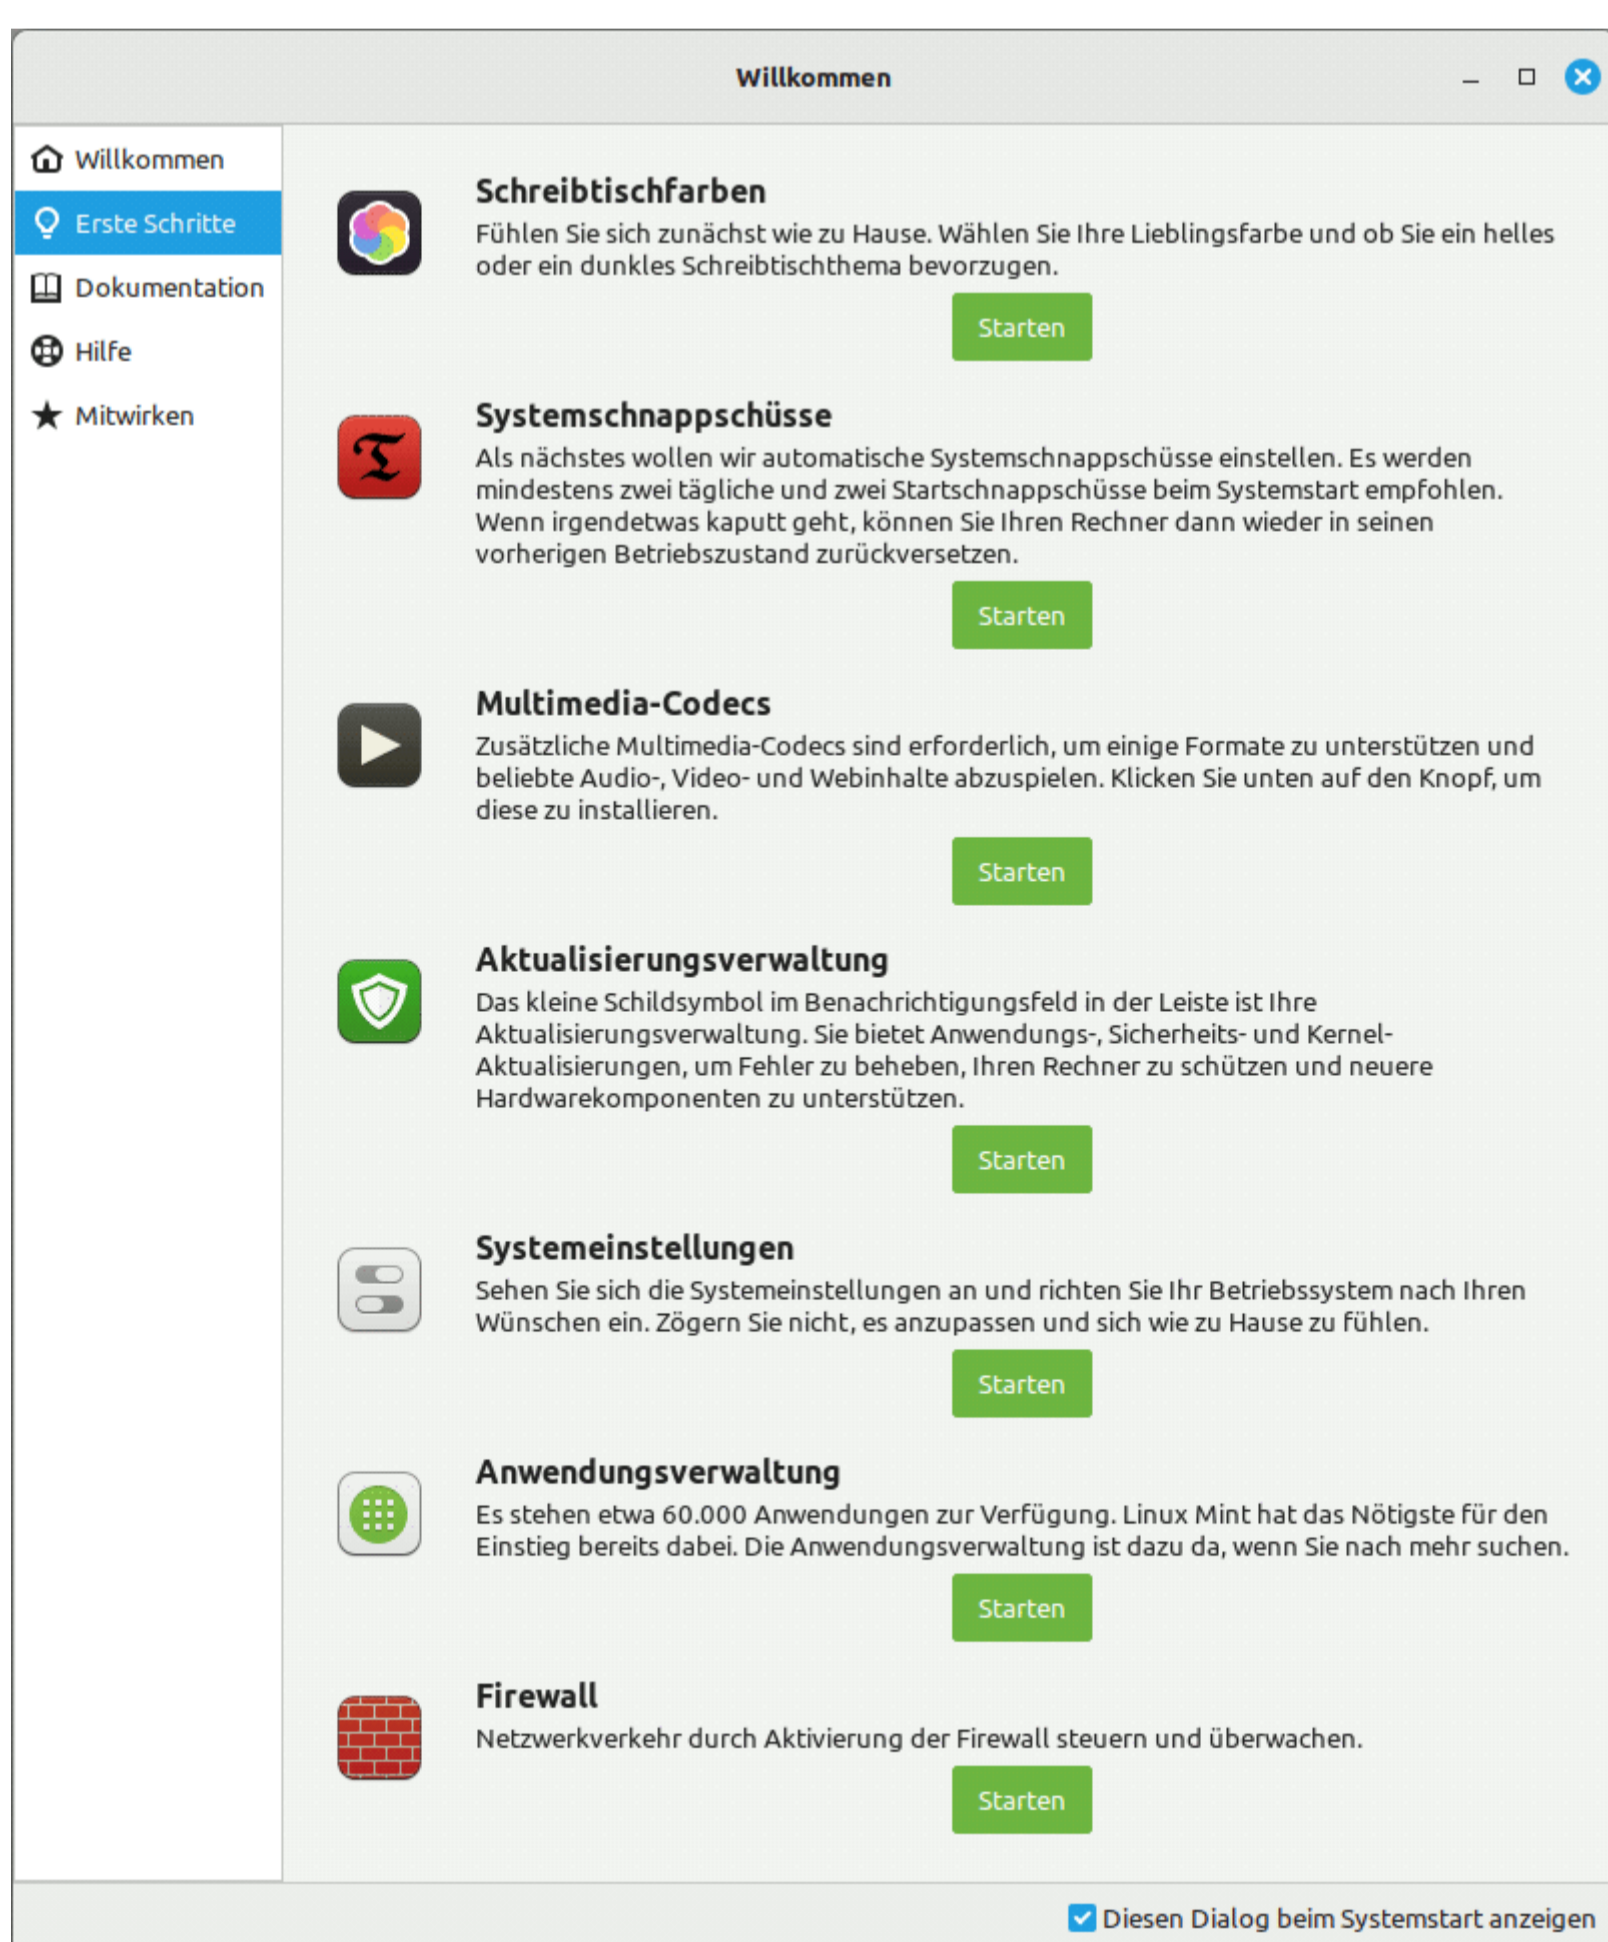 Willkommen
Willkommen
Erste Schritte
Dokumentation
Hilfe
Mitwirken
Schreibtischfarben
Fühlen Sie sich zunächst wie zu Hause. Wählen Sie Ihre Lieblingsfarbe und ob Sie ein helles
oder ein dunkles Schreibtischthema bevorzugen.
Starten
Systemschnappschüsse
Als nächstes wollen wir automatische Systemschnappschüsse einstellen. Es werden
mindestens zwei tägliche und zwei Startschnappschüsse beim Systemstart empfohlen.
Wenn irgendetwas kaputt geht, können Sie Ihren Rechner dann wieder in seinen
vorherigen Betriebszustand zurückversetzen.
Starten
Multimedia-Codecs
Zusätzliche Multimedia-Codecs sind erforderlich, um einige Formate zu unterstützen und
beliebte Audio-, Video- und Webinhalte abzuspielen. Klicken Sie unten auf den Knopf, um
diese zu installieren.
Starten
Aktualisierungsverwaltung
Das kleine Schildsymbol im Benachrichtigungsfeld in der Leiste ist Ihre
Aktualisierungsverwaltung. Sie bietet Anwendungs-, Sicherheits- und Kernel-
Aktualisierungen, um Fehler zu beheben, Ihren Rechner zu schützen und neuere
Hardwarekomponenten zu unterstützen.
Starten
Systemeinstellungen
Sehen Sie sich die Systemeinstellungen an und richten Sie Ihr Betriebssystem nach Ihren
Wünschen ein. Zögern Sie nicht, es anzupassen und sich wie zu Hause zu fühlen.
Starten
Anwendungsverwaltung
Es stehen etwa 60.000 Anwendungen zur Verfügung. Linux Mint hat das Nötigste für den
Einstieg bereits dabei. Die Anwendungsverwaltung ist dazu da, wenn Sie nach mehr suchen.
Starten
Firewall
Netzwerkverkehr durch Aktivierung der Firewall steuern und überwachen.
Starten
Diesen Dialog beim Systemstart anzeigen